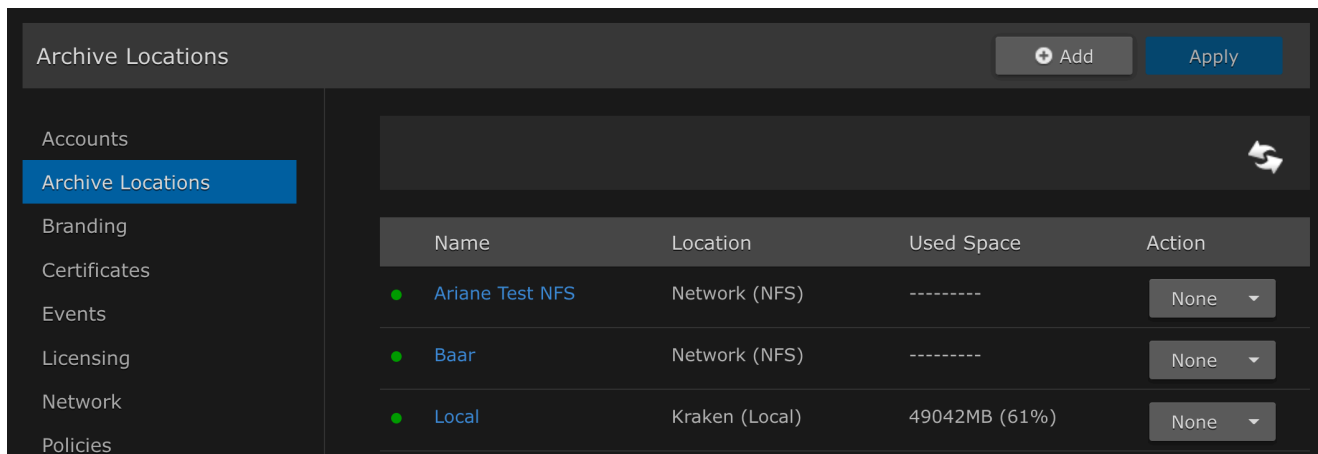 Archive Locations
Add
Apply
Accounts
Archive Locations
Branding
Certificates
Events
Licensing
Network
Policies
Name Location Used Space Action
Ariane Test NFS Network (NFS) --------- None
Baar Network (NFS) --------- None
Local Kraken (Local) 49042MB (61%) None